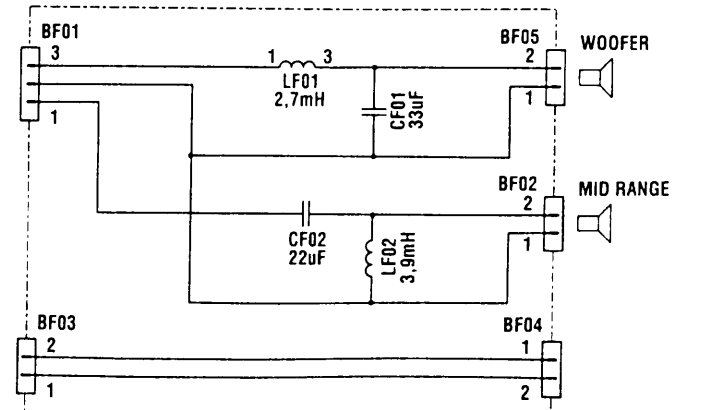 BF01
3
1
1
3
LF01
2,7mH
CF01
33uF
BF05
2
1
WOOFER
CF02
22uF
LF02
3,9mH
BF02
2
1
MID RANGE
BF03
2
1
BF04
1
2